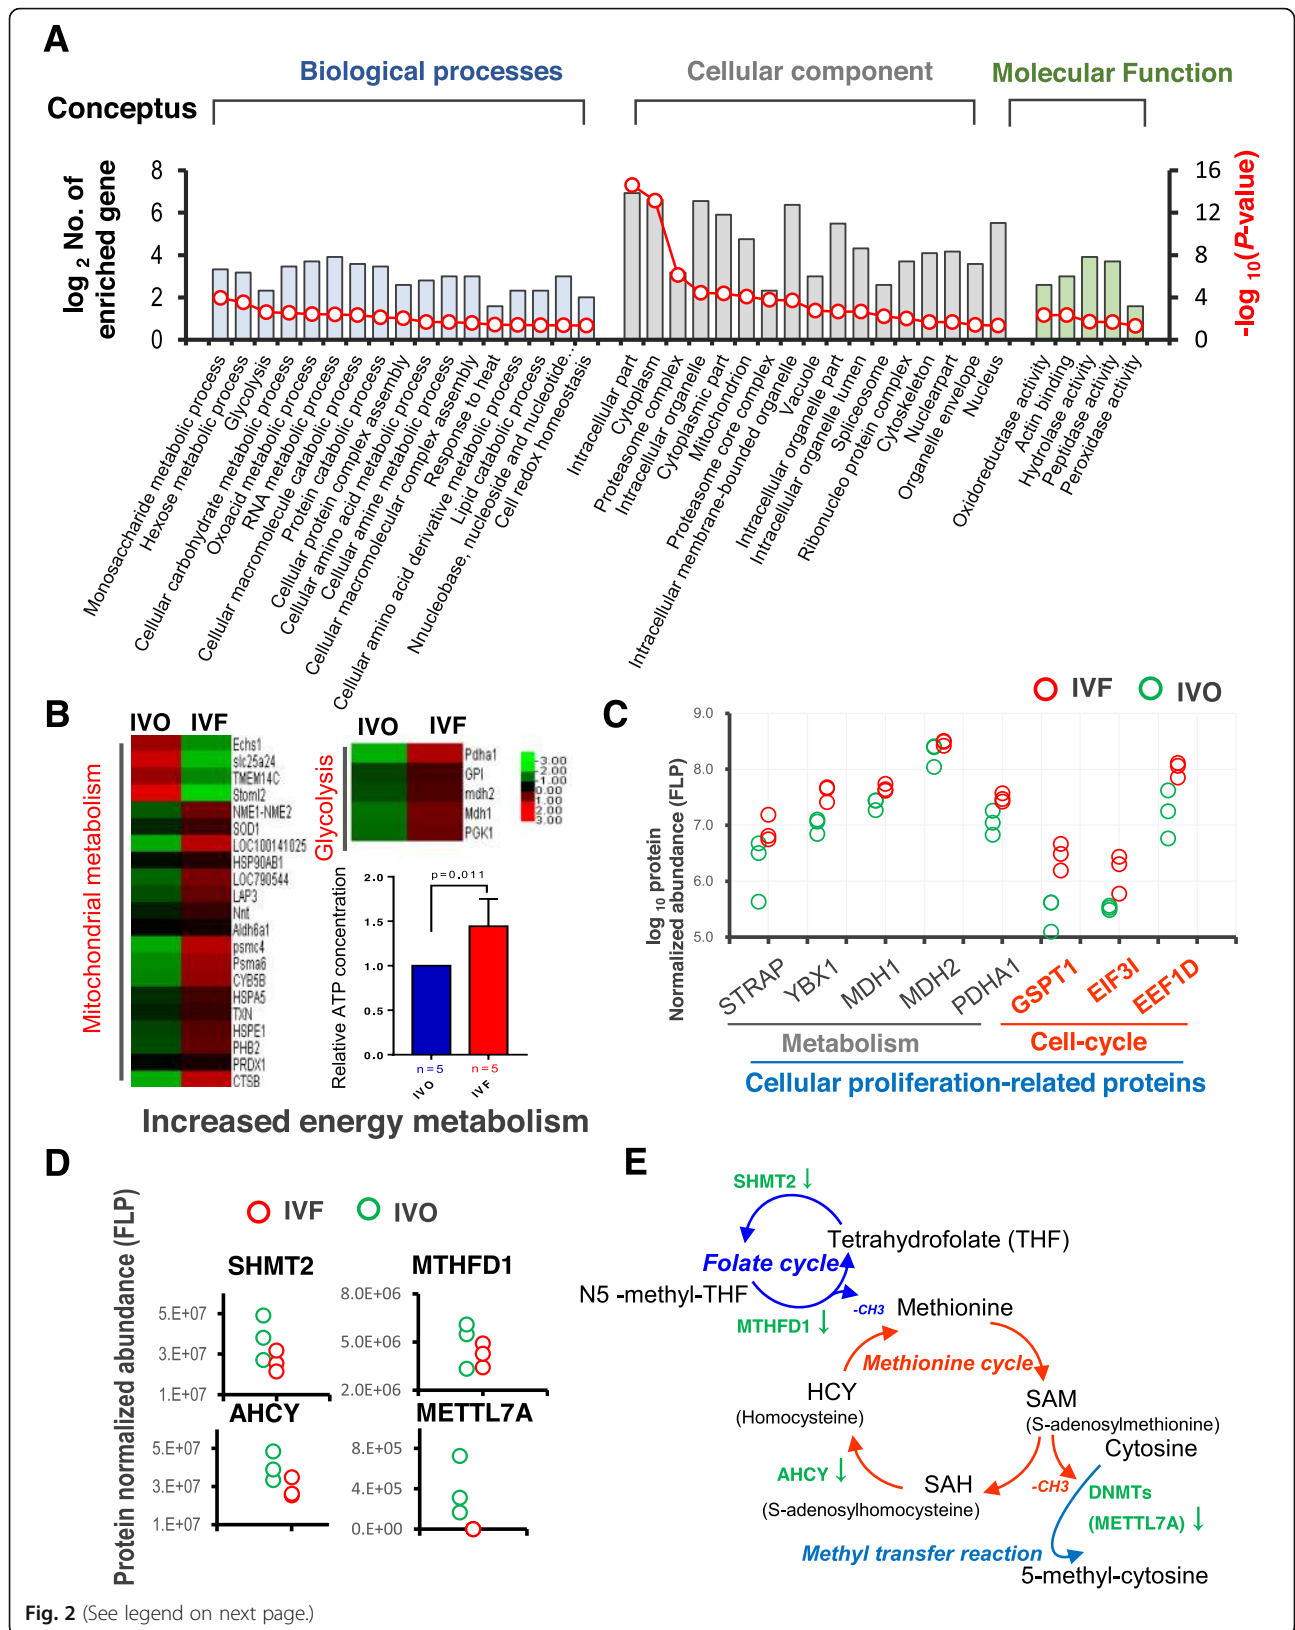 A
Biological processes
Cellular component
Molecular Function
Conceptus
log 2 No. of
enriched gene
8
6
4
2
0
16
12
8
4
0
-log 10(P-value)
Monosaccharide metabolic process
Hexose metabolic process
Glycolysis
Cellular carbohydrate metabolic process
Oxoacid metabolic process
RNA metabolic process
Cellular macromolecule catabolic process
Protein catabolic process
Cellular protein complex assembly
Cellular amino acid metabolic process
Cellular amine metabolic process
Cellular macromolecular complex assembly
Response to heat
Cellular amino acid derivative metabolic process
Lipid catabolic process
Nnucleobase, nucleoside and nucleotide...
Cell redox homeostasis
Intracellular part
Cytoplasm
Proteasome complex
Intracellular organelle
Cytoplasmic part
Mitochondrion
Proteasome core complex
Intracellular membrane-bounded organelle
Vacuole
Intracellular organelle part
Intracellular organelle lumen
Spliceosome
Ribonucleo protein complex
Cytoskeleton
Nuclearpart
Organelle envelope
Nucleus
Oxidoreductase activity
Actin binding
Hydrolase activity
Peptidase activity
Peroxidase activity
B
IVO IVF
Mitochondrial metabolism
Echs1
slc25a24
TMEM14C
Stoml2
NME1-NME2
SOD1
LOC100141025
HSP90AB1
LOC790544
LAP3
Nnt
Aldh6a1
psmc4
Psma6
CYB5B
HSPA5
TXN
HSPE1
PHB2
PRDX1
CTSB
IVO IVF
Glycolysis
Pdha1
GPI
mdh2
Mdh1
PGK1
-3.00
-2.00
-1.00
0.00
1.00
2.00
3.00
Relative ATP concentration
2.0
1.5
1.0
0.5
0.0
p=0.011
n=5
n=5
IVO
IVF
Increased energy metabolism
C
IVF
IVO
log 10 protein
Normalized abundance (FLP)
9.0
8.0
7.0
6.0
5.0
STRAP
YBX1
MDH1
MDH2
PDHA1
GSPT1
EIF3I
EEF1D
Metabolism
Cell-cycle
Cellular proliferation-related proteins
D
IVF
IVO
Protein normalized abundance (FLP)
SHMT2
5.E+07
3.E+07
1.E+07
MTHFD1
8.0E+06
5.0E+06
2.0E+06
AHCY
5.E+07
3.E+07
1.E+07
METTL7A
8.E+05
4.E+05
0.E+00
E
SHMT2 ↓
Tetrahydrofolate (THF)
Folate cycle
N5 -methyl-THF
-CH3
Methionine
MTHFD1 ↓
Methionine cycle
HCY
(Homocysteine)
SAM
(S-adenosylmethionine)
Cytosine
AHCY ↓
SAH
(S-adenosylhomocysteine)
-CH3
DNMTs
(METTL7A) ↓
Methyl transfer reaction
5-methyl-cytosine
Fig. 2 (See legend on next page.)